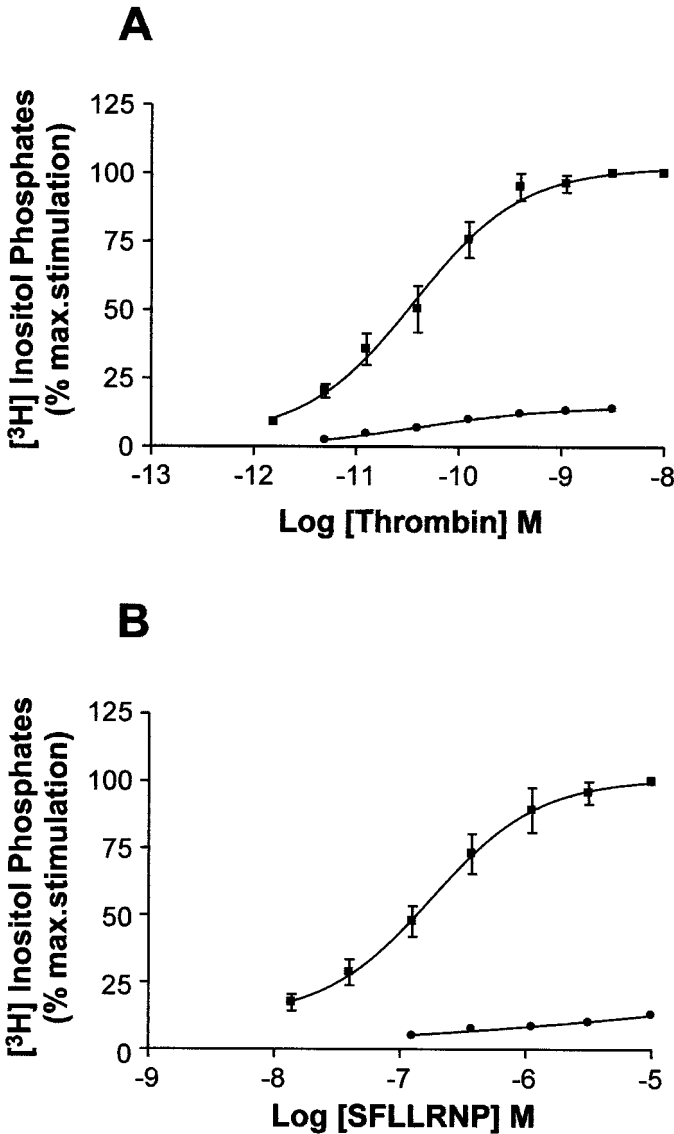 A
[³H] Inositol Phosphates
(% max.stimulation)
125
100
75
50
25
0
-13 -12 -11 -10 -9 -8
Log [Thrombin] M
B
[³H] Inositol Phosphates
(% max.stimulation)
125
100
75
50
25
0
-9 -8 -7 -6 -5
Log [SFLLRNP] M